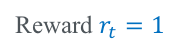 Reward $r_t = 1$